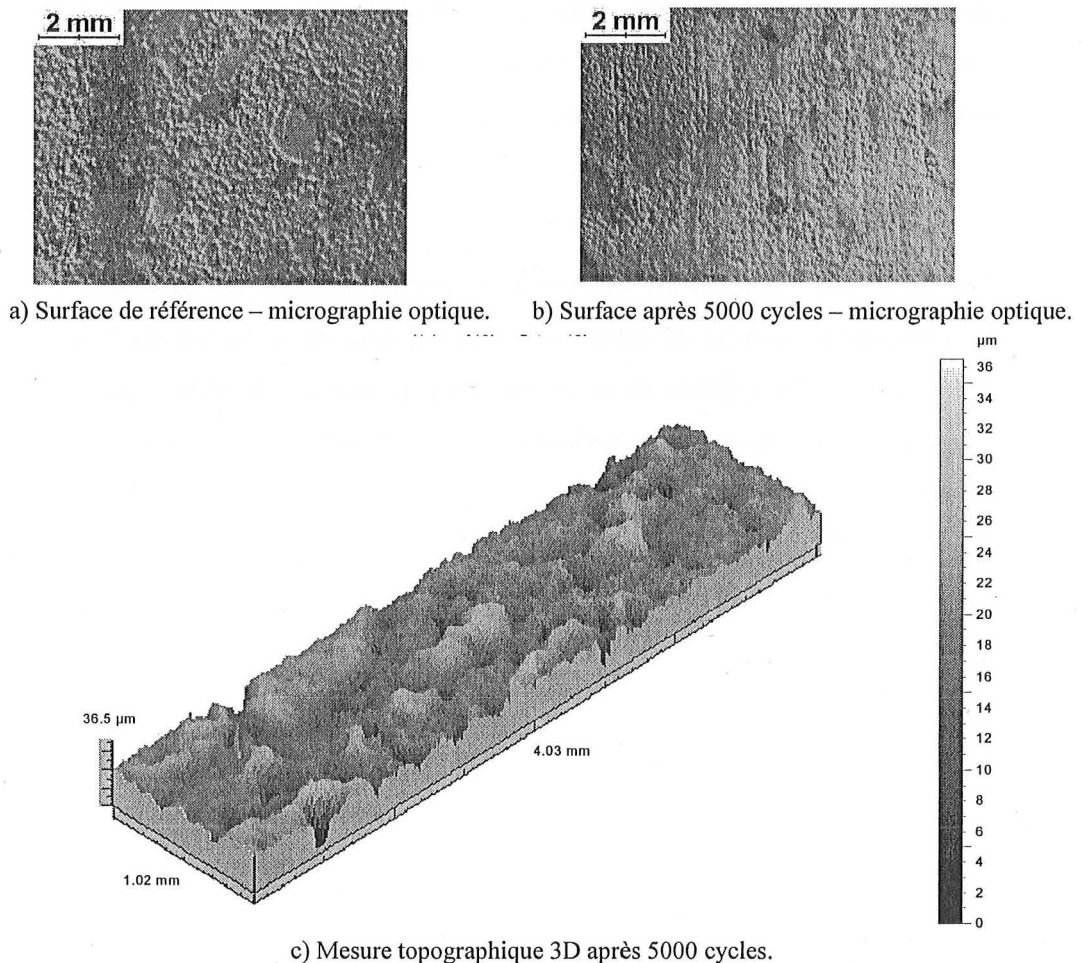 2 mm
2 mm
a) Surface de référence – micrographie optique.
b) Surface après 5000 cycles – micrographie optique.
µm
36
34
32
30
28
26
24
22
20
18
16
14
12
10
8
6
4
2
0
36.5 µm
4.03 mm
1.02 mm
c) Mesure topographique 3D après 5000 cycles.